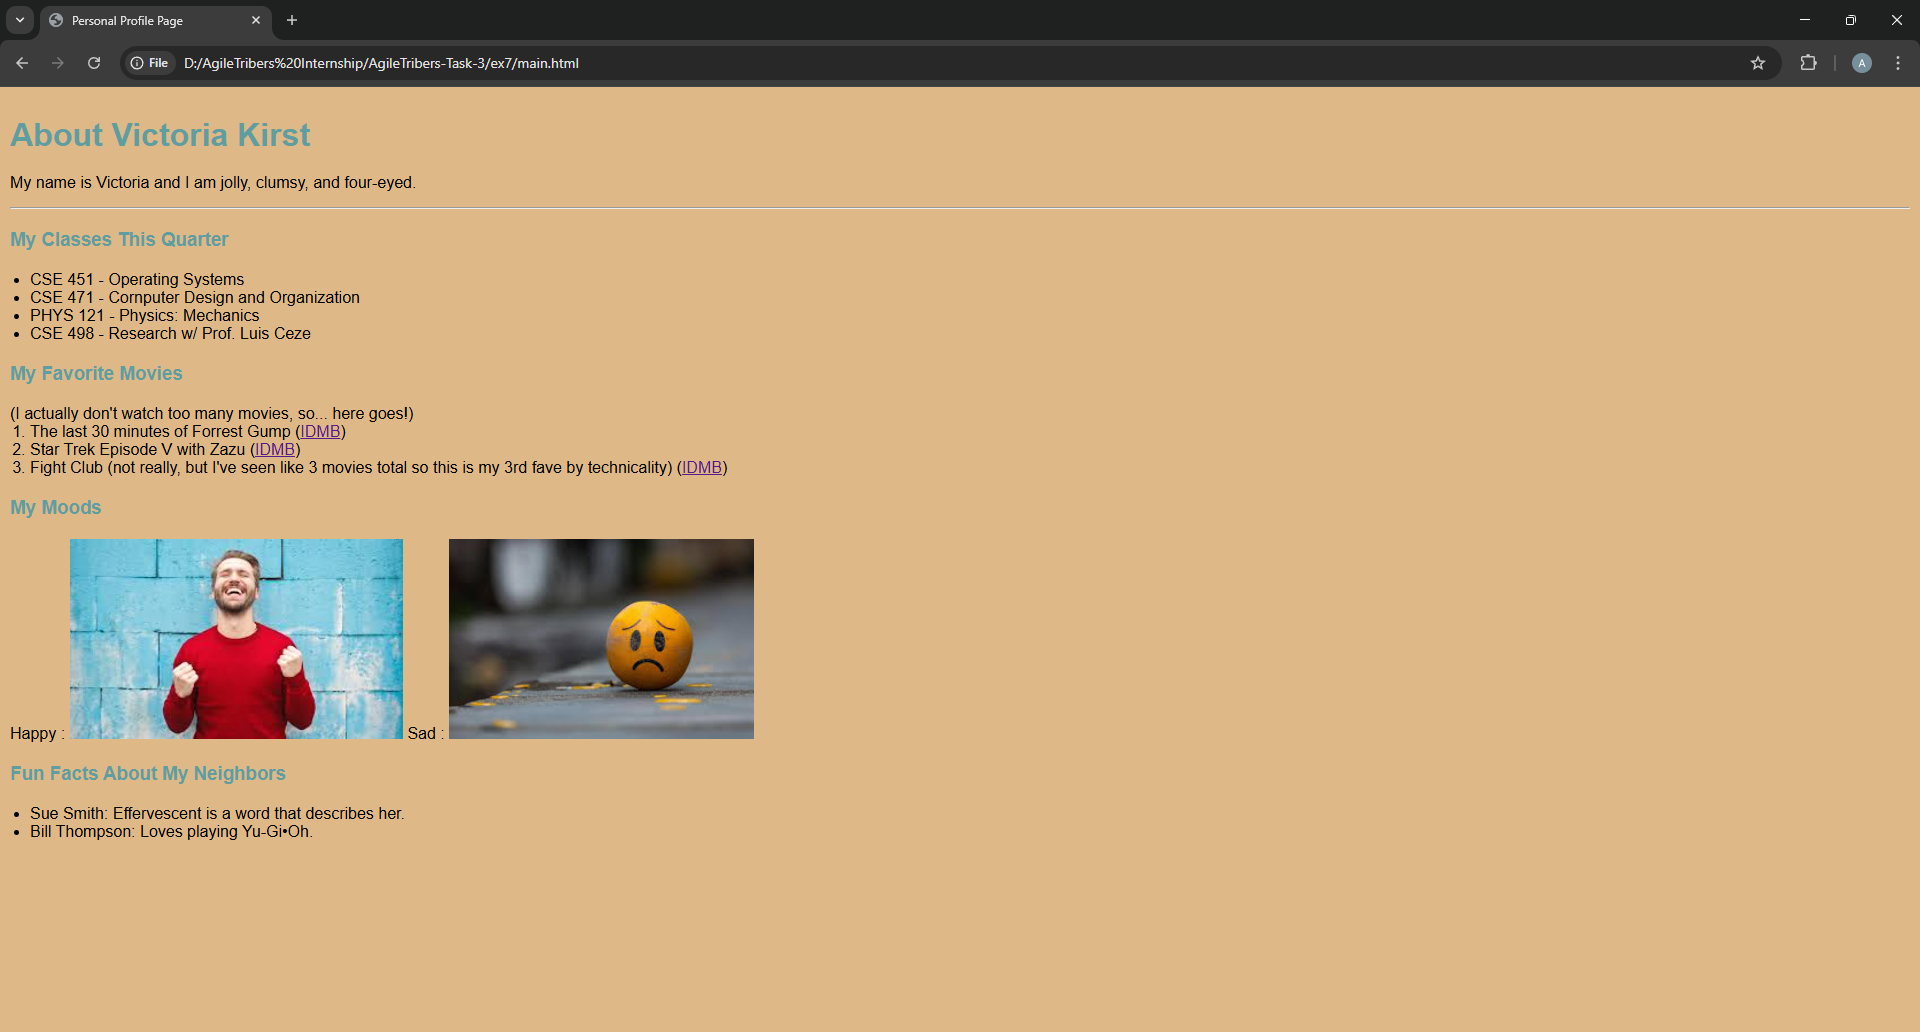 Personal Profile Page
File D:/AgileTribers%20Internship/AgileTribers-Task-3/ex7/main.html
A
About Victoria Kirst
My name is Victoria and I am jolly, clumsy, and four-eyed.
My Classes This Quarter
• CSE 451 - Operating Systems
• CSE 471 - Cornputer Design and Organization
• PHYS 121 - Physics: Mechanics
• CSE 498 - Research w/ Prof. Luis Ceze
My Favorite Movies
(I actually don't watch too many movies, so... here goes!)
1. The last 30 minutes of Forrest Gump (IDMB)
2. Star Trek Episode V with Zazu (IDMB)
3. Fight Club (not really, but I've seen like 3 movies total so this is my 3rd fave by technicality) (IDMB)
My Moods
Happy : Sad :
Fun Facts About My Neighbors
• Sue Smith: Effervescent is a word that describes her.
• Bill Thompson: Loves playing Yu-Gi•Oh.